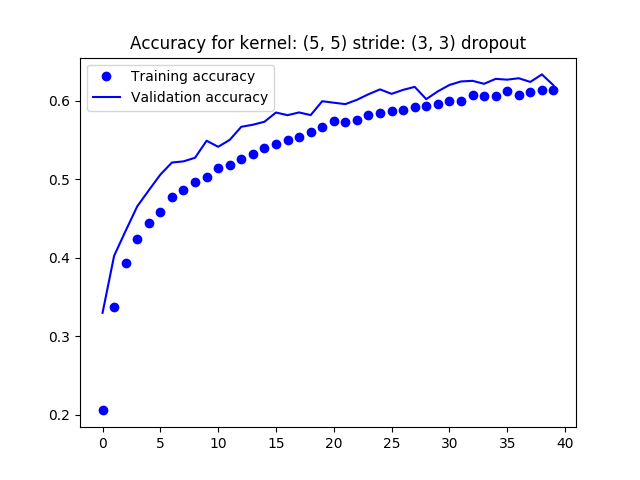 Accuracy for kernel: (5, 5) stride: (3, 3) dropout
Training accuracy
Validation accuracy
0.6
0.5
0.4
0.3
0.2
0 5 10 15 20 25 30 35 40